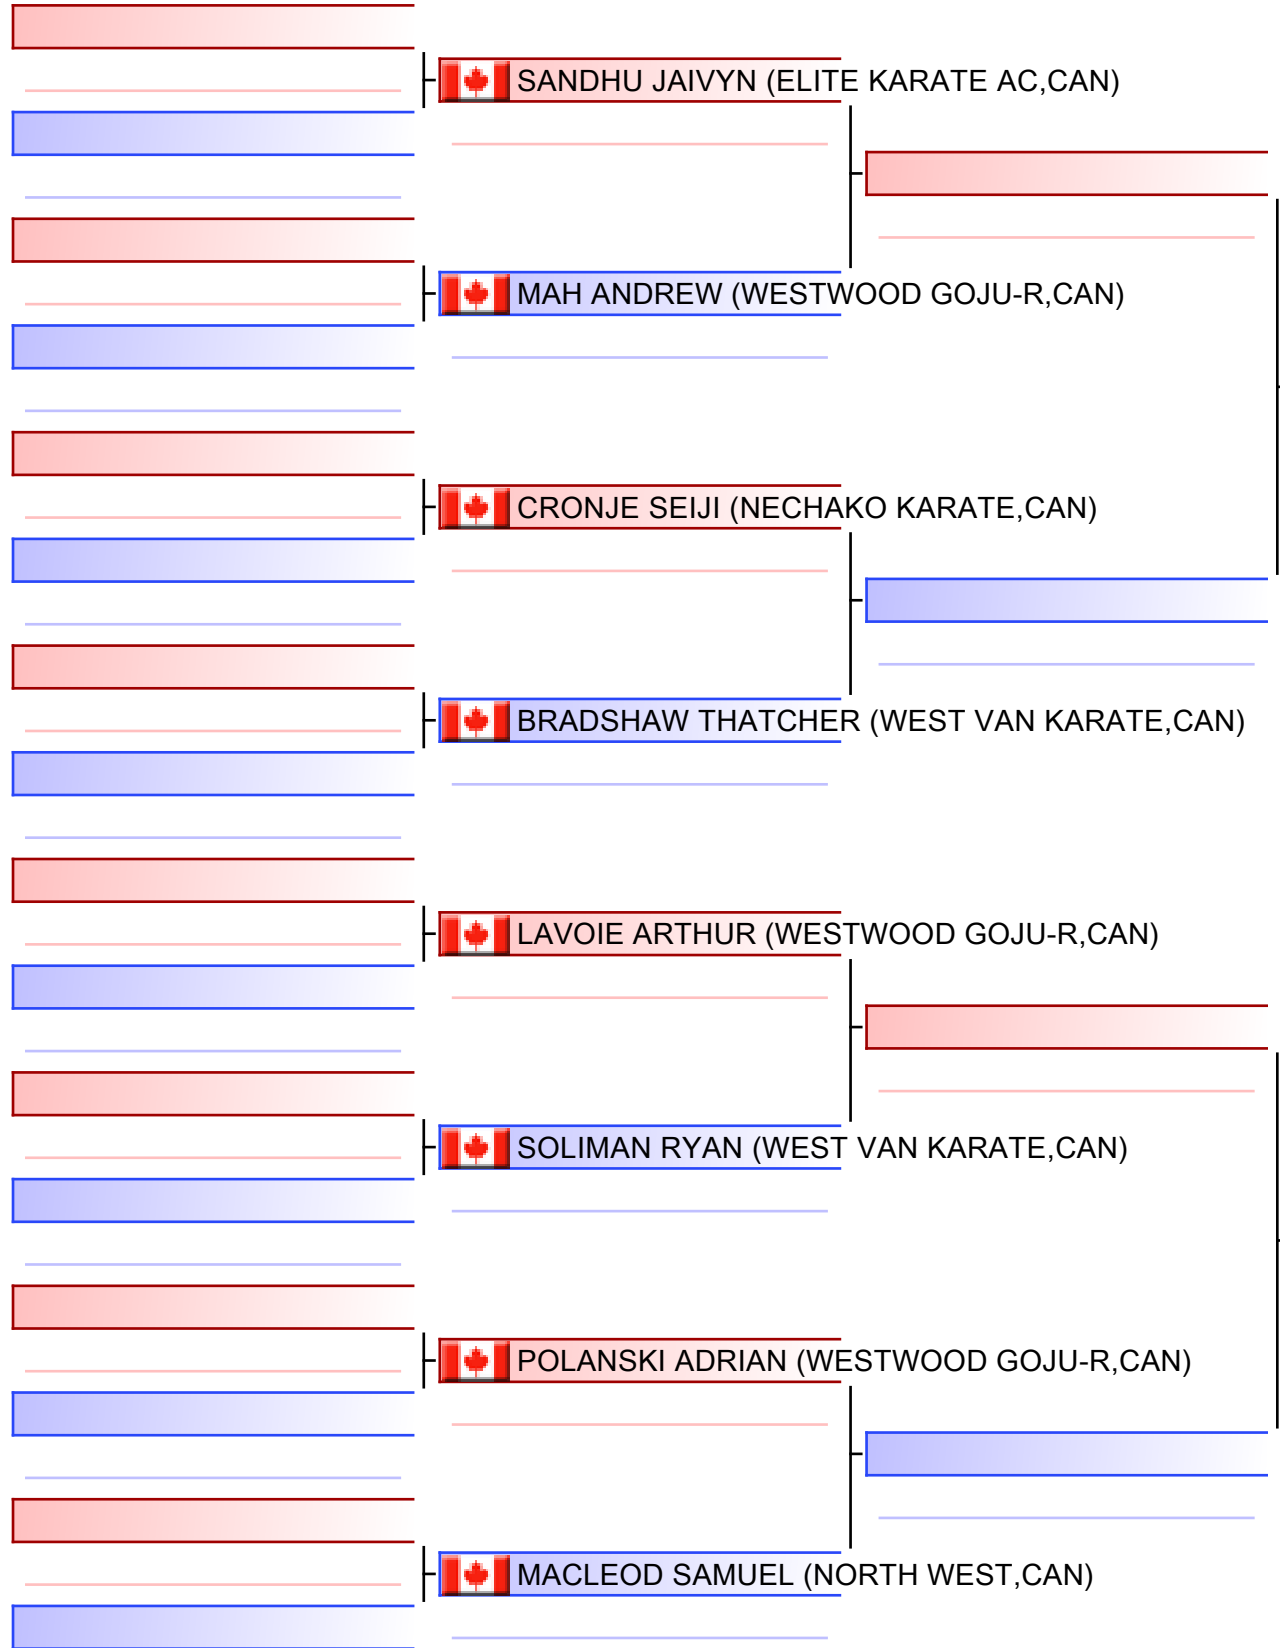 SANDHU JAIVYN (ELITE KARATE AC,CAN)
MAH ANDREW (WESTWOOD GOJU-R,CAN)
CRONJE SEIJI (NECHAKO KARATE,CAN)
BRADSHAW THATCHER (WEST VAN KARATE,CAN)
LAVOIE ARTHUR (WESTWOOD GOJU-R,CAN)
SOLIMAN RYAN (WEST VAN KARATE,CAN)
POLANSKI ADRIAN (WESTWOOD GOJU-R,CAN)
MACLEOD SAMUEL (NORTH WEST,CAN)